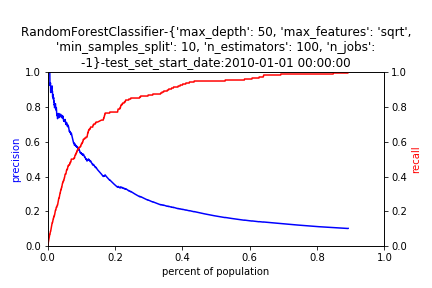 RandomForestClassifier-{'max_depth': 50, 'max_features': 'sqrt',
'min_samples_split': 10, 'n_estimators': 100, 'n_jobs':
-1}-test_set_start_date:2010-01-01 00:00:00
1.0 1.0
0.8 0.8
0.6 0.6
precision recall
0.4 0.4
0.2 0.2
0.0 0.0
0.0 0.2 0.4 0.6 0.8 1.0
percent of population